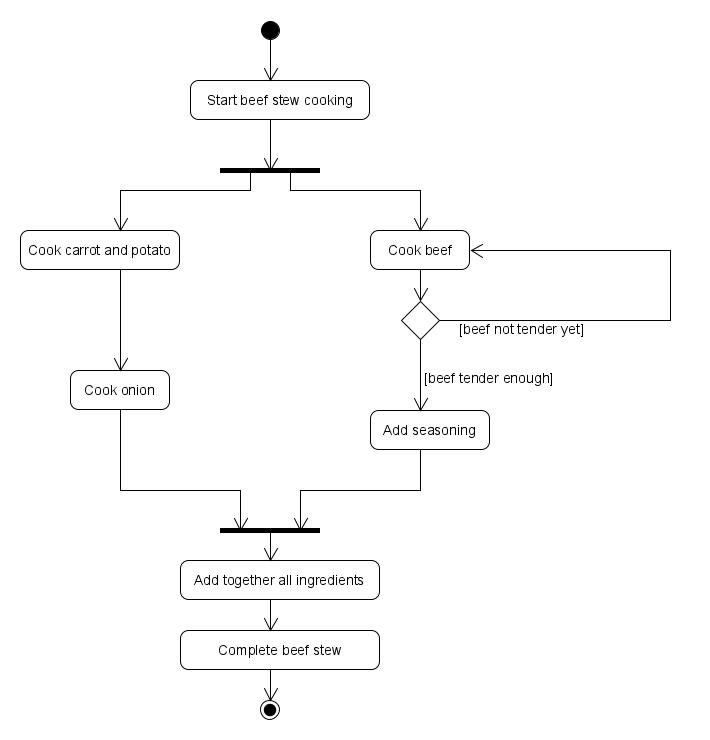 Start beef stew cooking
Cook carrot and potato
Cook beef
[beef not tender yet]
[beef tender enough]
Cook onion
Add seasoning
Add together all ingredients
Complete beef stew